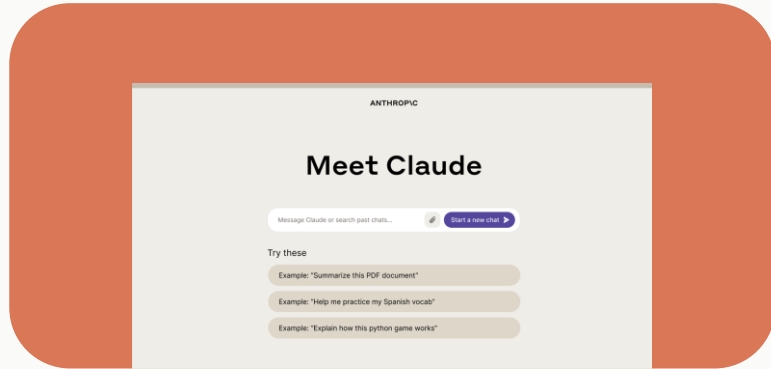 ANTHROP\C
Meet Claude
Message Claude or search past chats...
Start a new chat
Try these
Example: "Summarize this PDF document"
Example: "Help me practice my Spanish vocab"
Example: "Explain how this python game works"